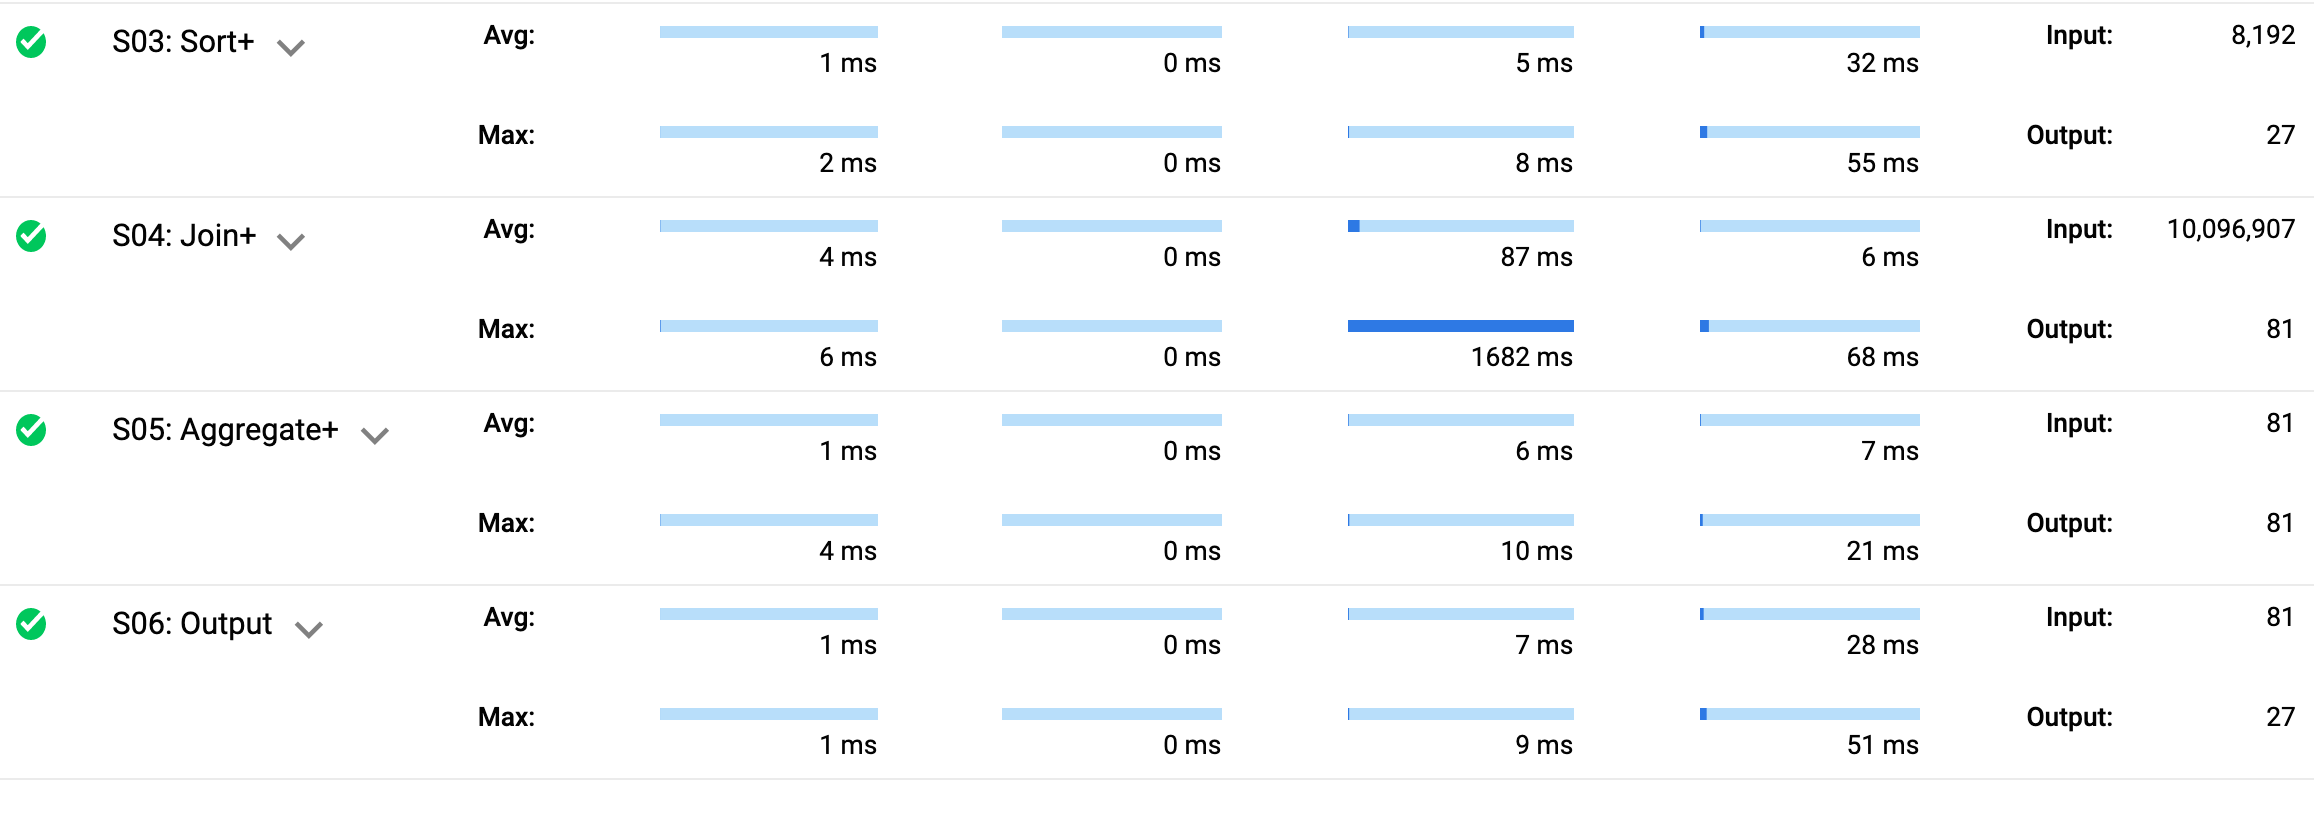 S03: Sort+ Avg: 1 ms 0 ms 5 ms 32 ms Input: 8,192
Max: 2 ms 0 ms 8 ms 55 ms Output: 27
S04: Join+ Avg: 4 ms 0 ms 87 ms 6 ms Input: 10,096,907
Max: 6 ms 0 ms 1682 ms 68 ms Output: 81
S05: Aggregate+ Avg: 1 ms 0 ms 6 ms 7 ms Input: 81
Max: 4 ms 0 ms 10 ms 21 ms Output: 81
S06: Output Avg: 1 ms 0 ms 7 ms 28 ms Input: 81
Max: 1 ms 0 ms 9 ms 51 ms Output: 27